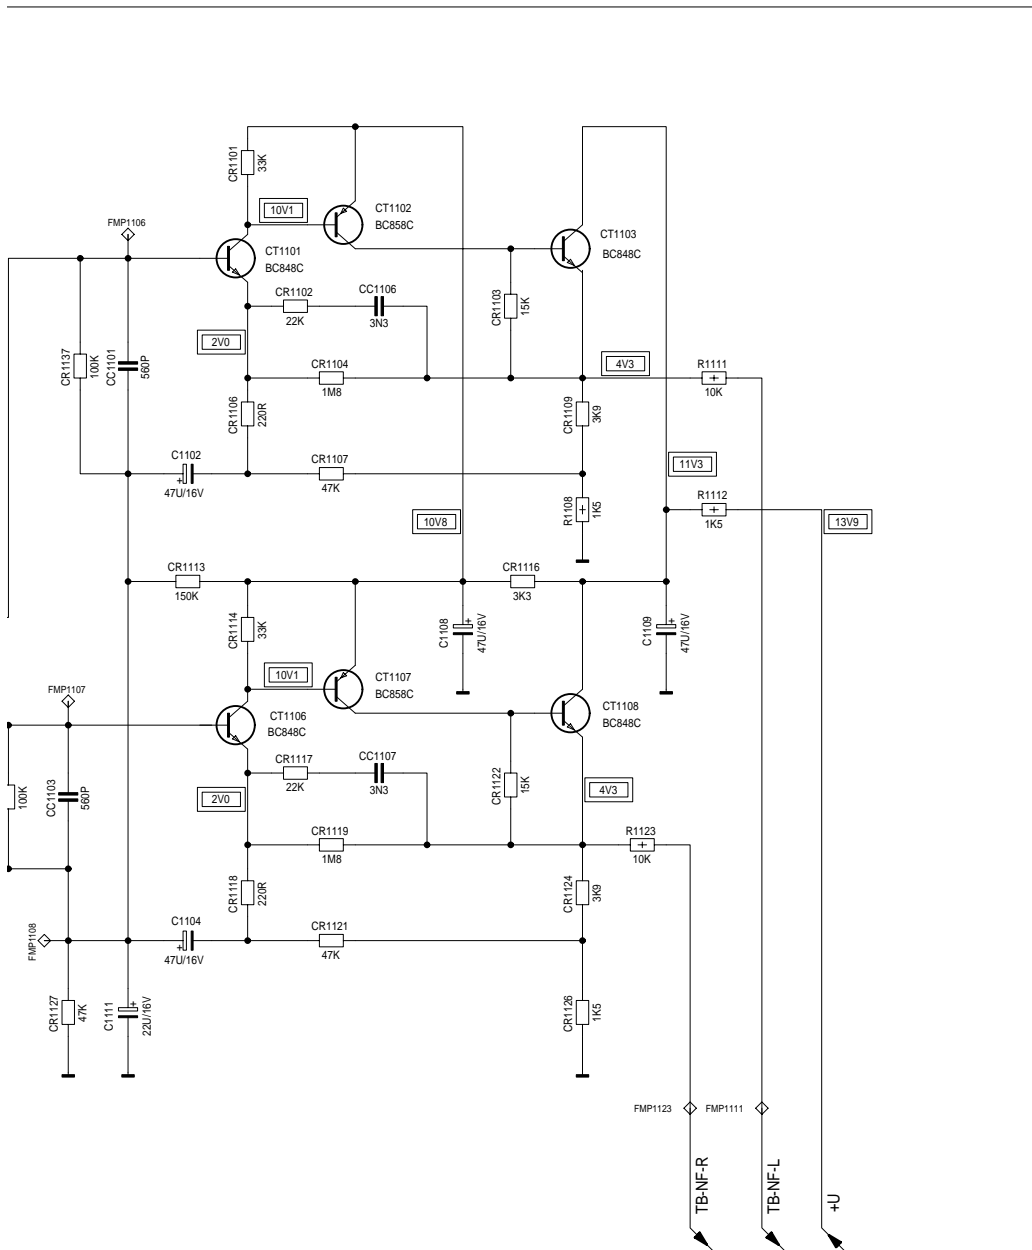 CR1101
33K
10V1
CT1102
BC858C
FMP1106
CT1103
BC848C
CT1101
BC848C
CR1102
22K
CC1106
3N3
CR1103
15K
2V0
CR1137
100K
CC1101
560P
CR1104
1M8
4V3
R1111
10K
CR1106
220R
CR1109
3K9
C1102
+
47U/16V
CR1107
47K
11V3
R1108
1K5
R1112
1K5
10V8
13V9
CR1113
150K
CR1116
3K3
CR1114
33K
C1108
+
47U/16V
C1109
+
47U/16V
10V1
CT1107
BC858C
FMP1107
CT1106
BC848C
CT1108
BC848C
CR1117
22K
CC1107
3N3
CR1122
15K
4V3
100K
CC1103
560P
2V0
CR1119
1M8
R1123
10K
CR1118
220R
CR1124
3K9
FMP1108
C1104
+
47U/16V
CR1121
47K
CR1127
47K
C1111
+
22U/16V
CR1126
1K5
FMP1123
FMP1111
TB-NF-R
TB-NF-L
+U